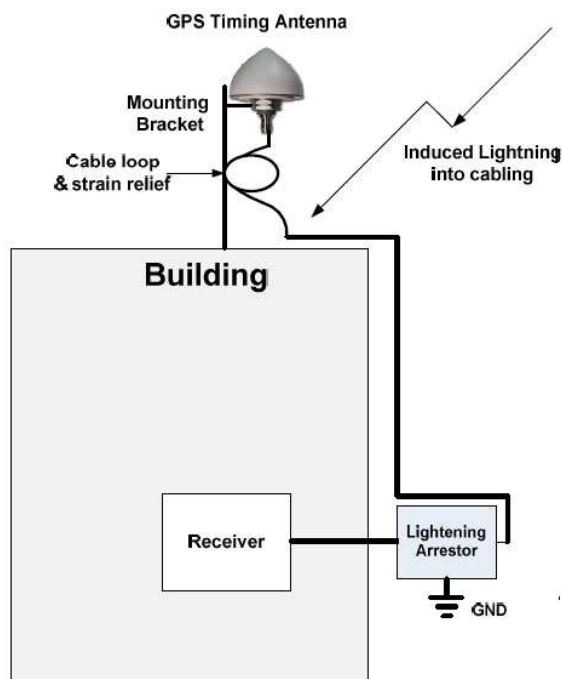 GPS Timing Antenna
Mounting
Bracket
Cable loop
& strain relief
Induced Lightning
into cabling
Building
Receiver
Lightening
Arrestor
GND